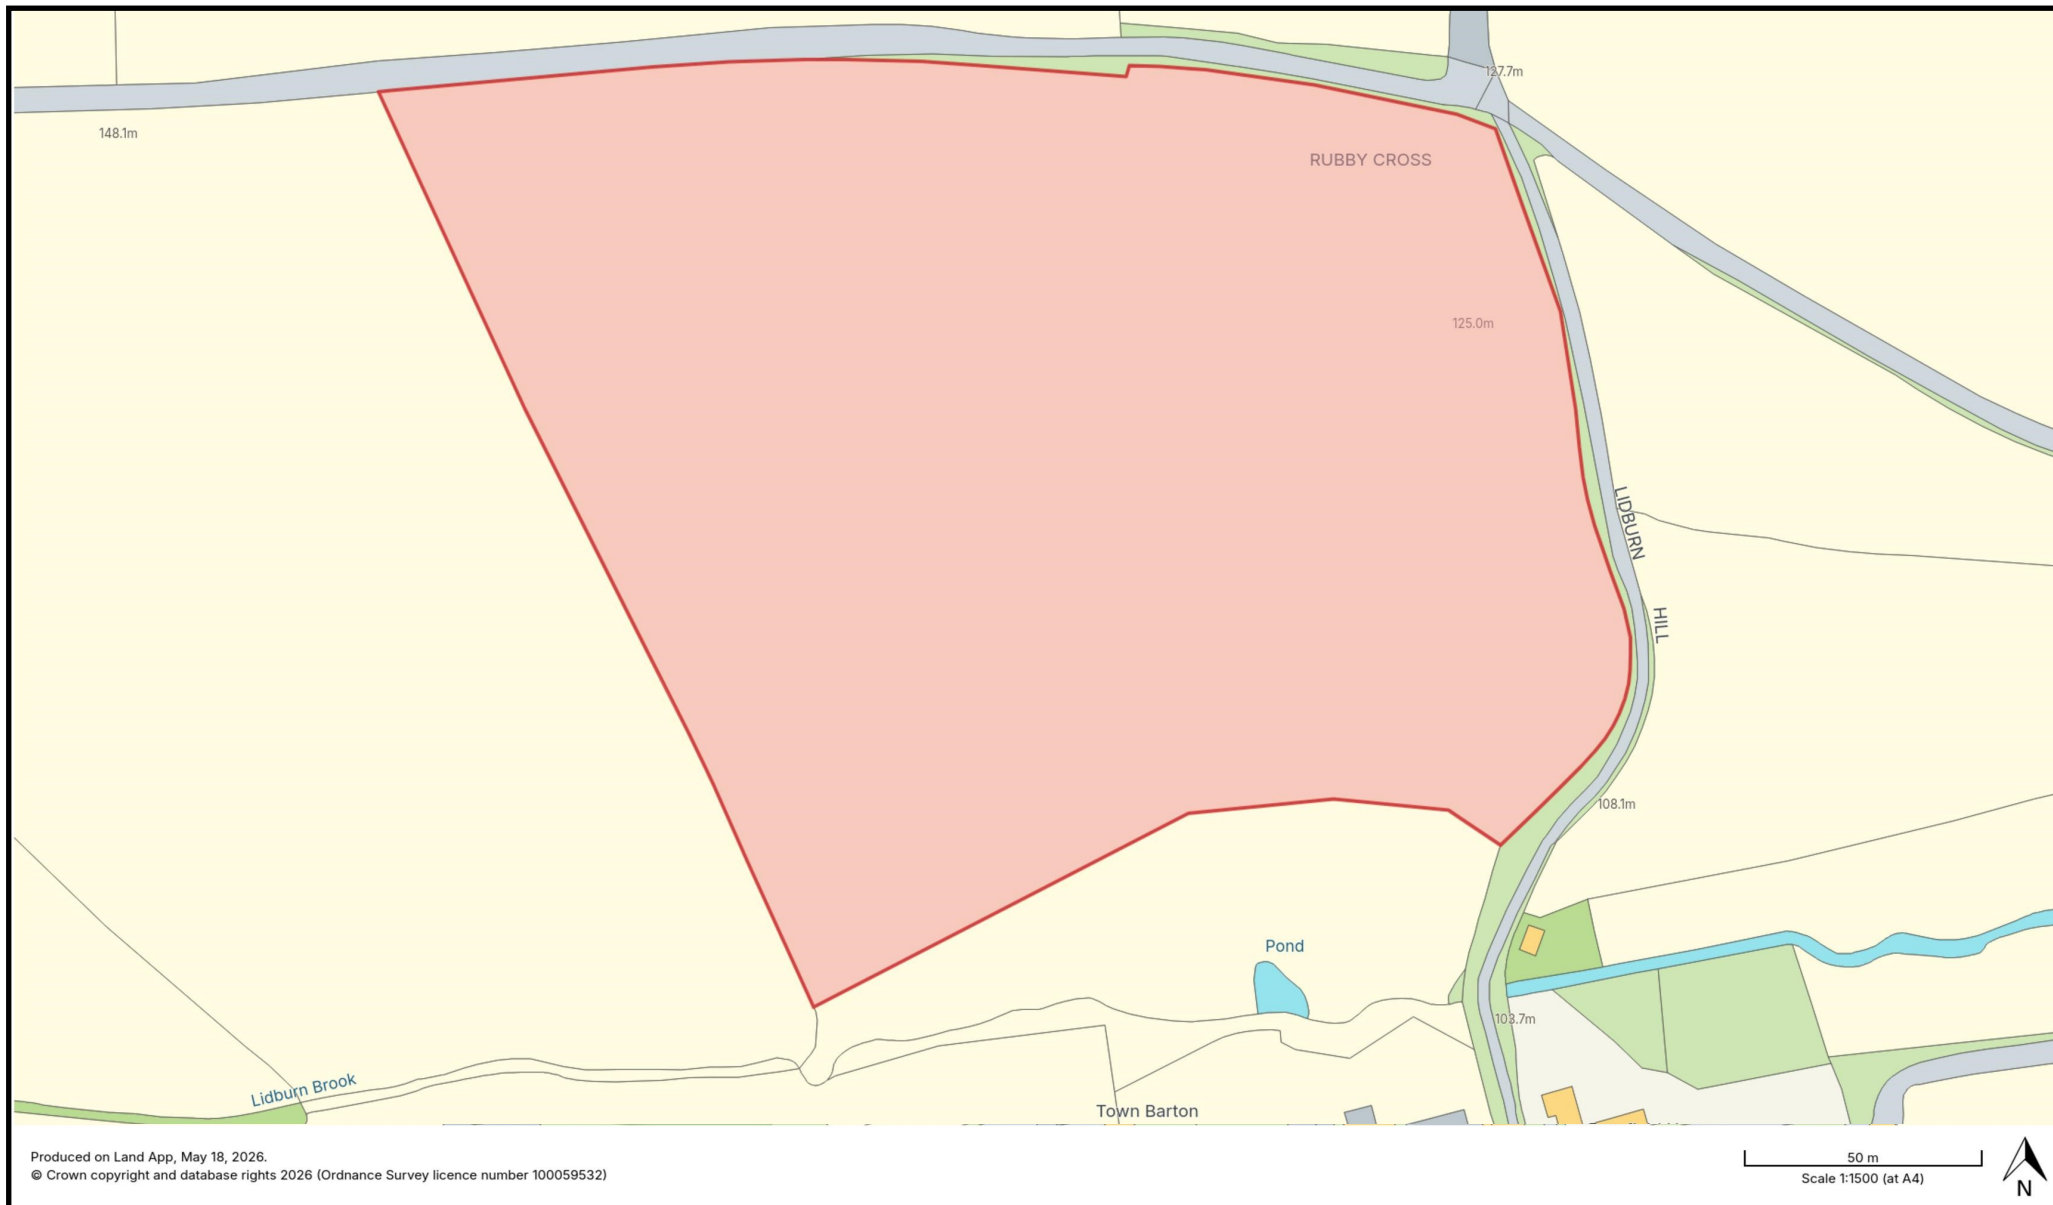 127.7m
148.1m
RUBBY CROSS
125.0m
LIDBURN
HILL
108.1m
Pond
103.7m
Lidburn Brook
Town Barton
Produced on Land App, May 18, 2026.
© Crown copyright and database rights 2026 (Ordnance Survey licence number 100059532)
50 m
Scale 1:1500 (at A4)
N